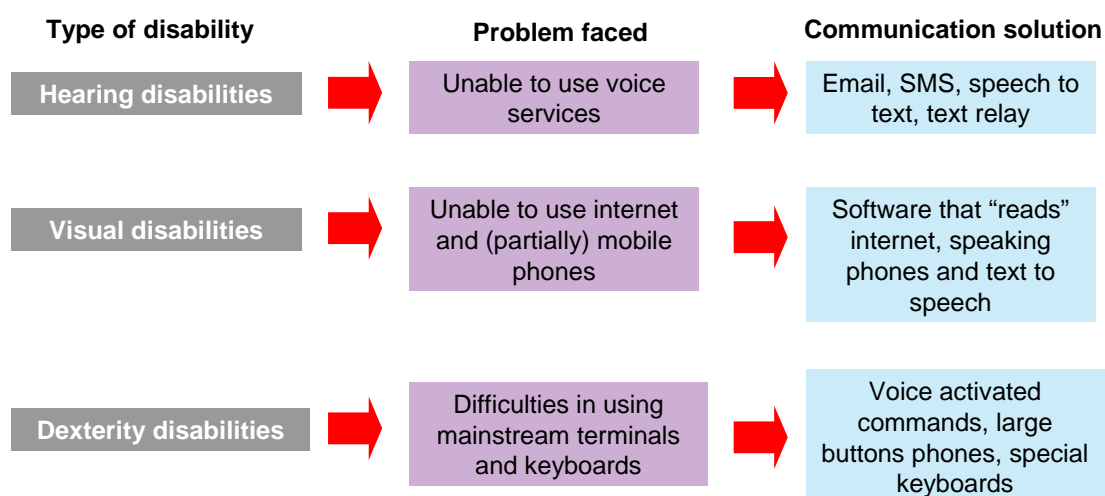 Type of disability
Problem faced
Communication solution
Hearing disabilities
Unable to use voice
services
Email, SMS, speech to
text, text relay
Visual disabilities
Unable to use internet
and (partially) mobile
phones
Software that “reads”
internet, speaking
phones and text to
speech
Dexterity disabilities
Difficulties in using
mainstream terminals
and keyboards
Voice activated
commands, large
buttons phones, special
keyboards